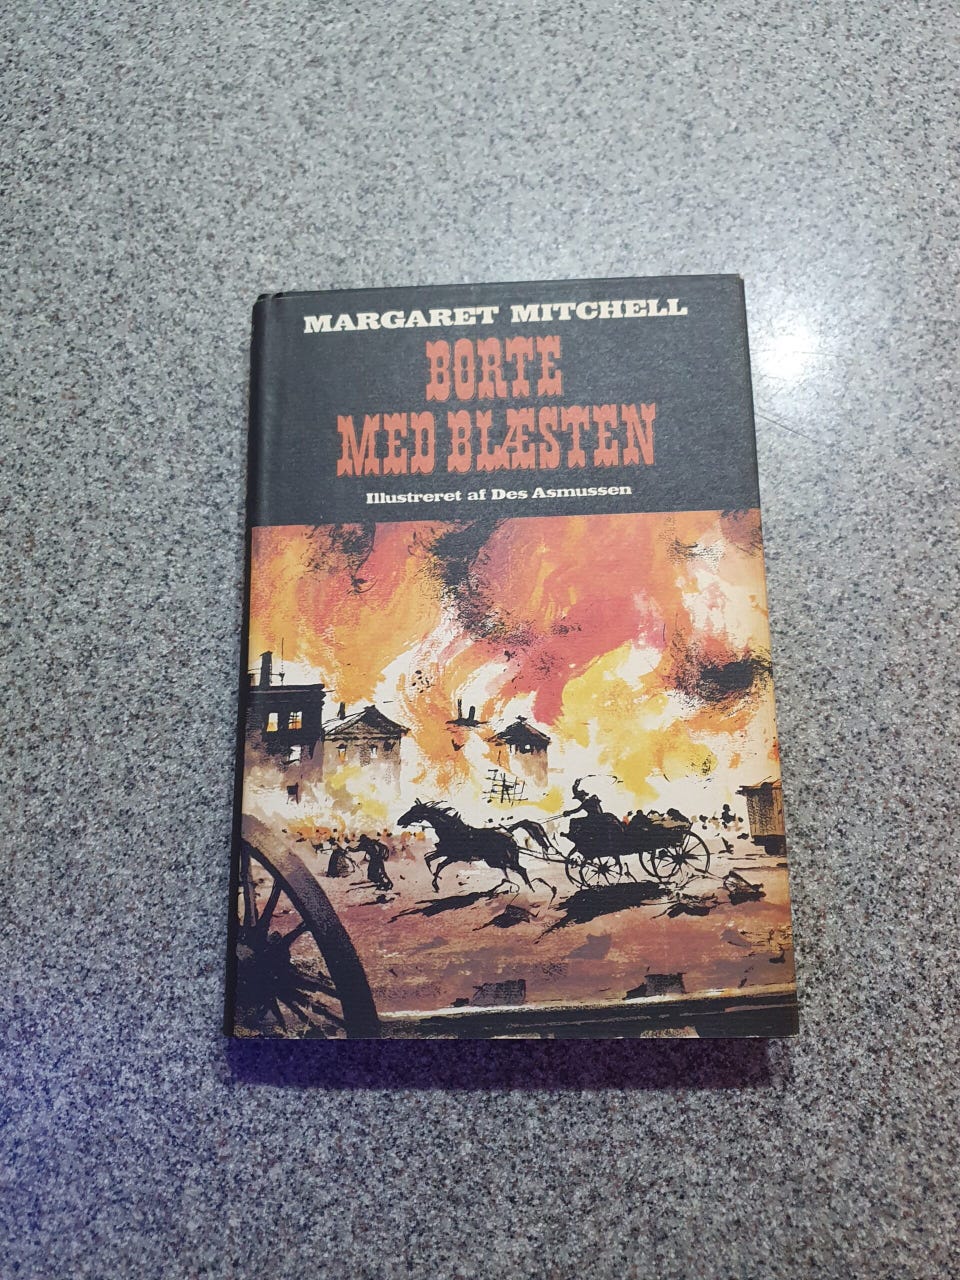 MARGARET MITCHELL
BORTE
MED BLÆSTEN
Illustreret af Des Asmussen